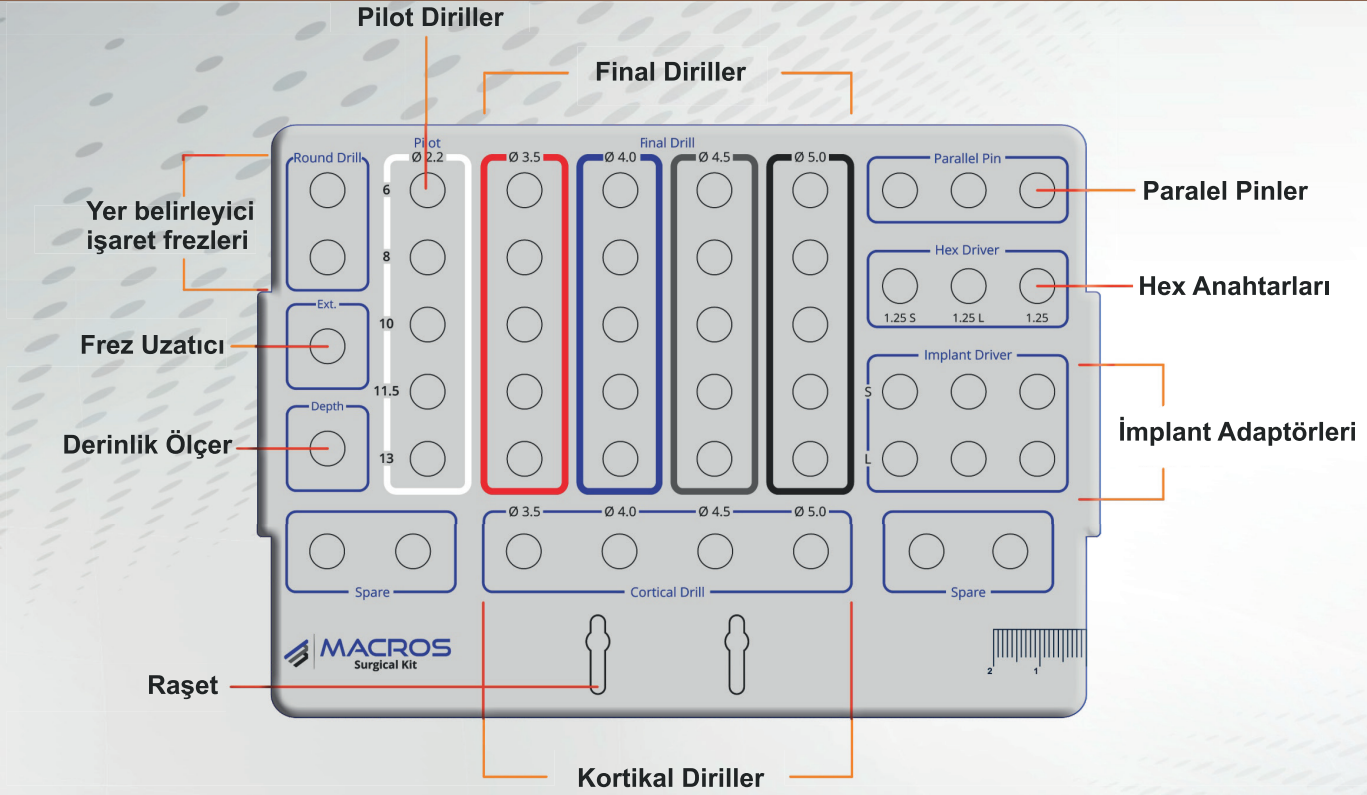 Pilot Diriller
Final Diriller
Pilot
Final Drill
Round Drill
Ø 2.2
Ø 3.5
Ø 4.0
Ø 4.5
Ø 5.0
Parallel Pin
6
Paralel Pinler
Yer belirleyici
işaret frezleri
8
Hex Driver
Hex Anahtarları
1.25 S
1.25 L
1.25
Ext.
10
Frez Uzatıcı
Implant Driver
11.5
S
Depth
İmplant Adaptörleri
Derinlik Ölçer
13
L
Ø 3.5
Ø 4.0
Ø 4.5
Ø 5.0
Spare
Cortical Drill
Spare
MACROS
Surgical Kit
2
1
Raşet
Kortikal Diriller